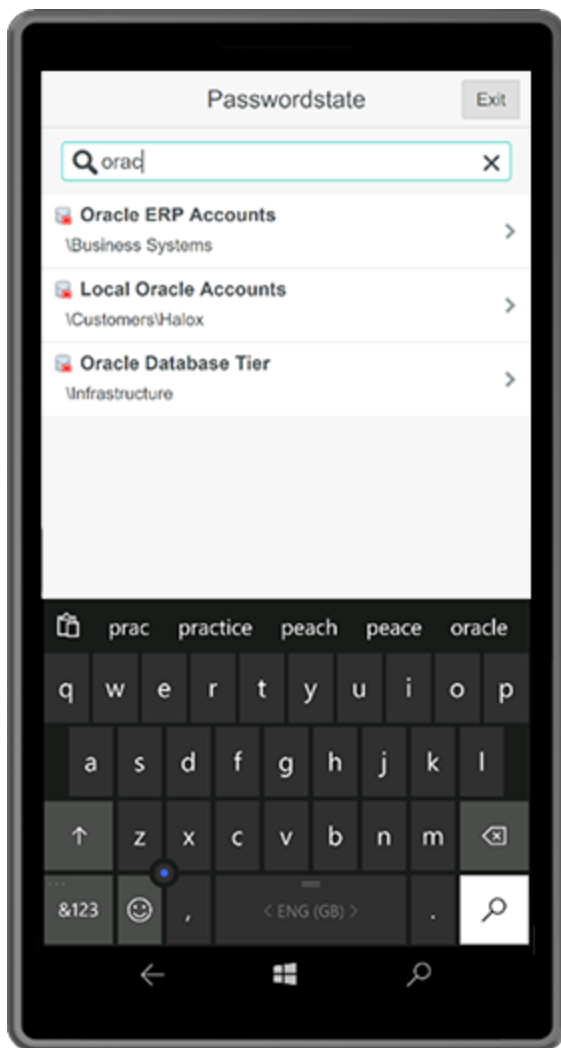 Passwordstate Exit
orac
Oracle ERP Accounts
\Business Systems
Local Oracle Accounts
\Customers\Halox
Oracle Database Tier
\Infrastructure
prac practice peach peace oracle
q w e r t y u i o p
a s d f g h j k l
z x c v b n m
&123 , < ENG (GB) > .